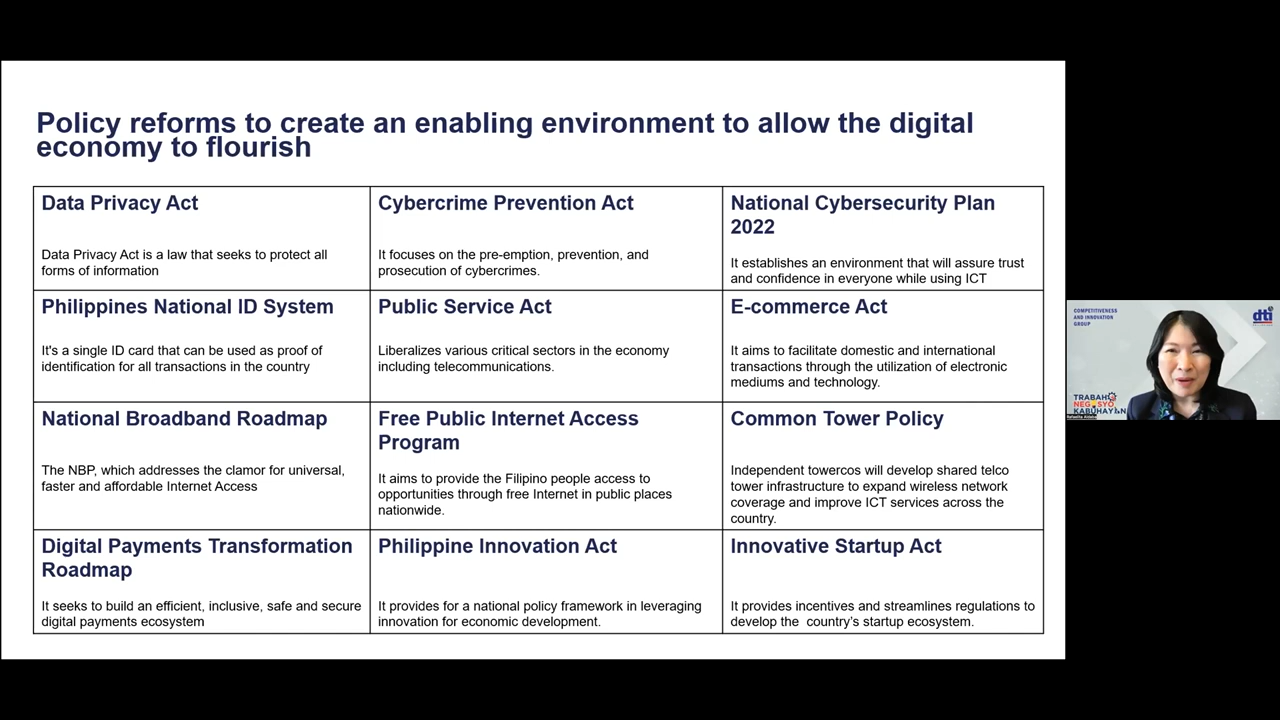 Policy reforms to create an enabling environment to allow the digital
economy to flourish
Data Privacy Act
Data Privacy Act is a law that seeks to protect all
forms of information
Cybercrime Prevention Act
It focuses on the pre-emption, prevention, and
prosecution of cybercrimes.
National Cybersecurity Plan
2022
It establishes an environment that will assure trust
and confidence in everyone while using ICT
Philippines National ID System
It's a single ID card that can be used as proof of
identification for all transactions in the country
Public Service Act
Liberalizes various critical sectors in the economy
including telecommunications.
E-commerce Act
It aims to facilitate domestic and international
transactions through the utilization of electronic
mediums and technology.
National Broadband Roadmap
The NBP, which addresses the clamor for universal,
faster and affordable Internet Access
Free Public Internet Access
Program
It aims to provide the Filipino people access to
opportunities through free Internet in public places
nationwide.
Common Tower Policy
Independent towercos will develop shared telco
tower infrastructure to expand wireless network
coverage and improve ICT services across the
country.
Digital Payments Transformation
Roadmap
It seeks to build an efficient, inclusive, safe and secure
digital payments ecosystem
Philippine Innovation Act
It provides for a national policy framework in leveraging
innovation for economic development.
Innovative Startup Act
It provides incentives and streamlines regulations to
develop the  country’s startup ecosystem.
COMPETITIVENESS
AND INNOVATION
GROUP
dti
TRABAHO
NEGOSYO
KABUHAYAN